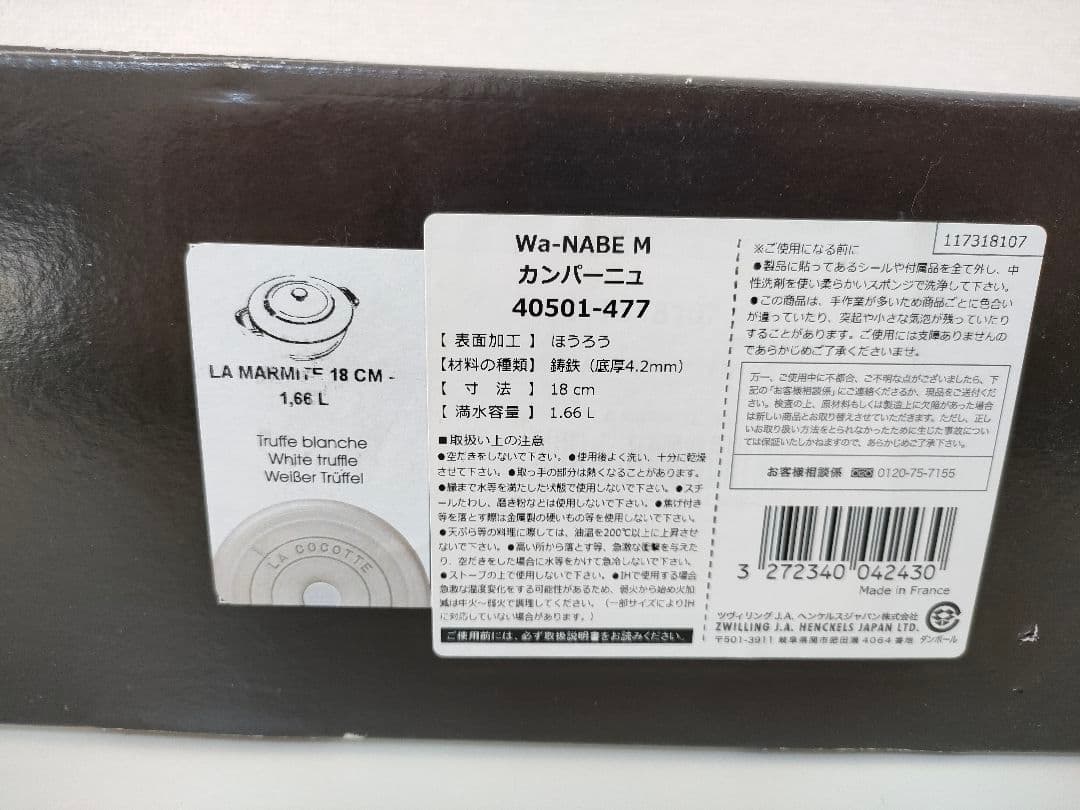 LA MARMITE 18 CM -
1,66 L
Truffe blanche
White truffle
Weißer Trüffel
LA COCOTTE
Wa-NABE M
カンパーニュ
40501-477
【 表面加工 】 ほうろう
【材料の種類】 鋳鉄（底厚4.2mm）
【 寸 法 】 18 cm
【 満水容量 】 1.66 L
■取扱い上の注意
●空だきをしないで下さい。●使用後よく洗い、十分に乾燥
させて下さい。●取っ手の部分は熱くなることがあります。
●縁まで水等を満たした状態で使用しないで下さい。●スチ
ールたわし、磨き粉などは使用しないで下さい。●焦げ付き
等を落とす際は金属製の硬いもの等を使用しないで下さい。
●天ぷら等の料理に際しては、油温を200℃以上に上昇させ
ないで下さい。●高い所から落とす等、急激な衝撃を与えた
り、空だきをした場合に水等をかけて急冷しないで下さい。
●ストーブの上で使用しないで下さい。●IHで使用する場合
急激な温度変化をする可能性があるため、弱火から始め火加
減は中火～弱火で調理してください。（一部サイズによりIH
に対応していない場合があります。）
ご使用前には、必ず取扱説明書をお読みください。
117318107
※ご使用になる前に
●製品に貼ってあるシールや付属品を全て外し、中
性洗剤を使い柔らかいスポンジで洗浄して下さい。
●この商品は、手作業が多いため商品ごとに色合い
が違っていたり、突起や小さな気泡が残っていたり
することがあります。ご使用には支障ありませんの
であらかじめご了承くださいませ。
万一、ご使用中に不都合、ご不明な点がございましたら、下
記の「お客様相談係」にご連絡くださるか、現品をご送付くだ
さい。検査の上、原材料もしくは製造上に欠陥があった場合
は新しい商品とお取り替えさせていただきます。ただし、正し
いお取り扱い方法をとられなかったために生じた事故につい
ては保証いたしかねますので、あらかじめご了承下さい。
お客様相談係 0120-75-7155
3 272340 042430
Made in France
ツヴィリング J.A. ヘンケルスジャパン株式会社
ZWILLING J.A. HENCKELS JAPAN LTD.
〒501-3911 岐阜県関市肥田瀬4064番地
ダンボール